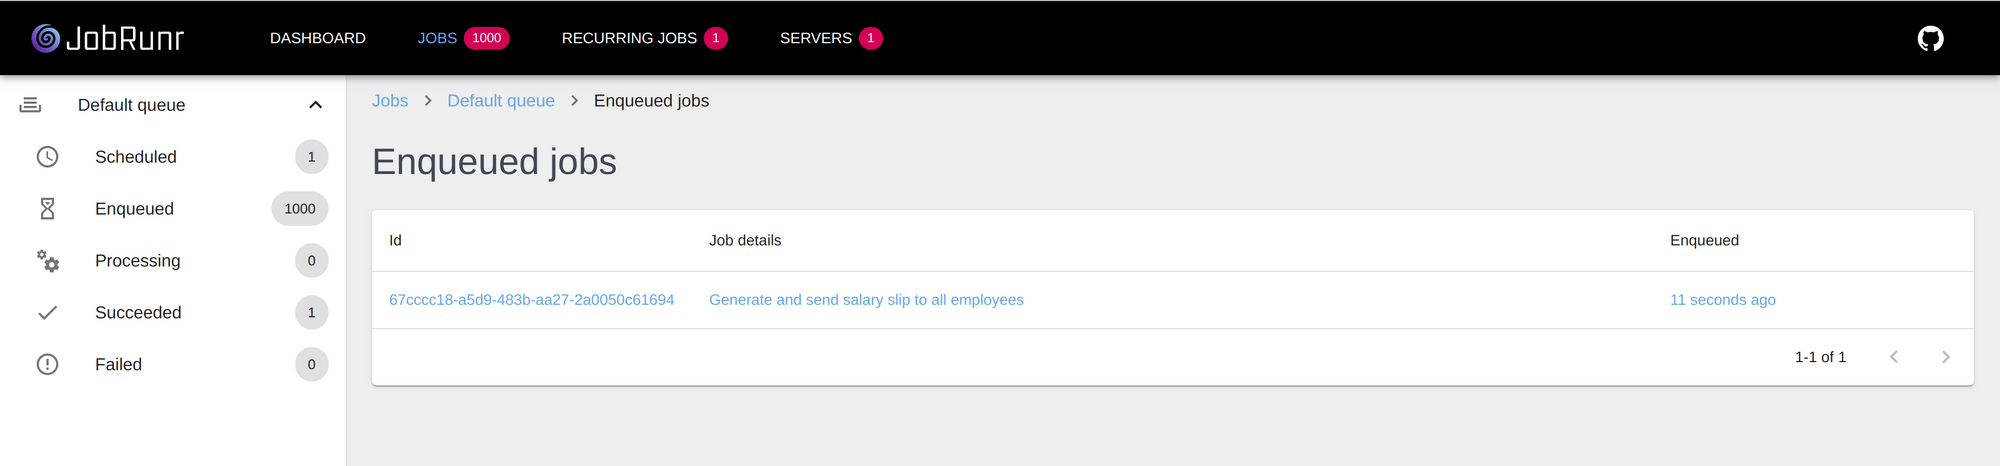 JobRunr DASHBOARD JOBS 1000 RECURRING JOBS 1 SERVERS 1
Default queue
Scheduled 1
Enqueued 1000
Processing 0
Succeeded 1
Failed 0
Jobs > Default queue > Enqueued jobs
Enqueued jobs
Id Job details Enqueued
67cccc18-a5d9-483b-aa27-2a0050c61694 Generate and send salary slip to all employees 11 seconds ago
1-1 of 1